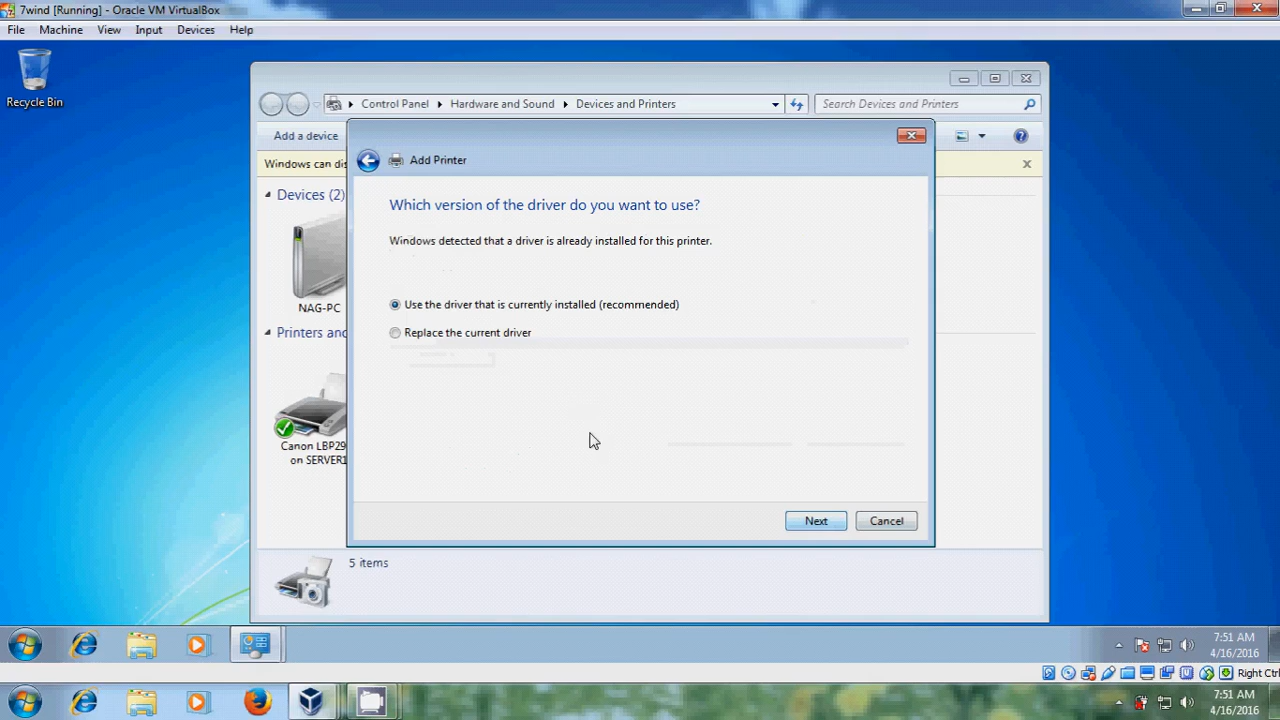 7wind [Running] - Oracle VM VirtualBox
File Machine View Input Devices Help
Recycle Bin
Control Panel Hardware and Sound Devices and Printers
Search Devices and Printers
Add a device
Add Printer
Windows can dis
Which version of the driver do you want to use?
Devices (2)
Windows detected that a driver is already installed for this printer.
Use the driver that is currently installed (recommended)
NAG-PC
Replace the current driver
Printers and
Canon LBP29
on SERVER1
Next Cancel
5 items
7:51 AM
4/16/2016
Right Ctrl
7:51 AM
4/16/2016